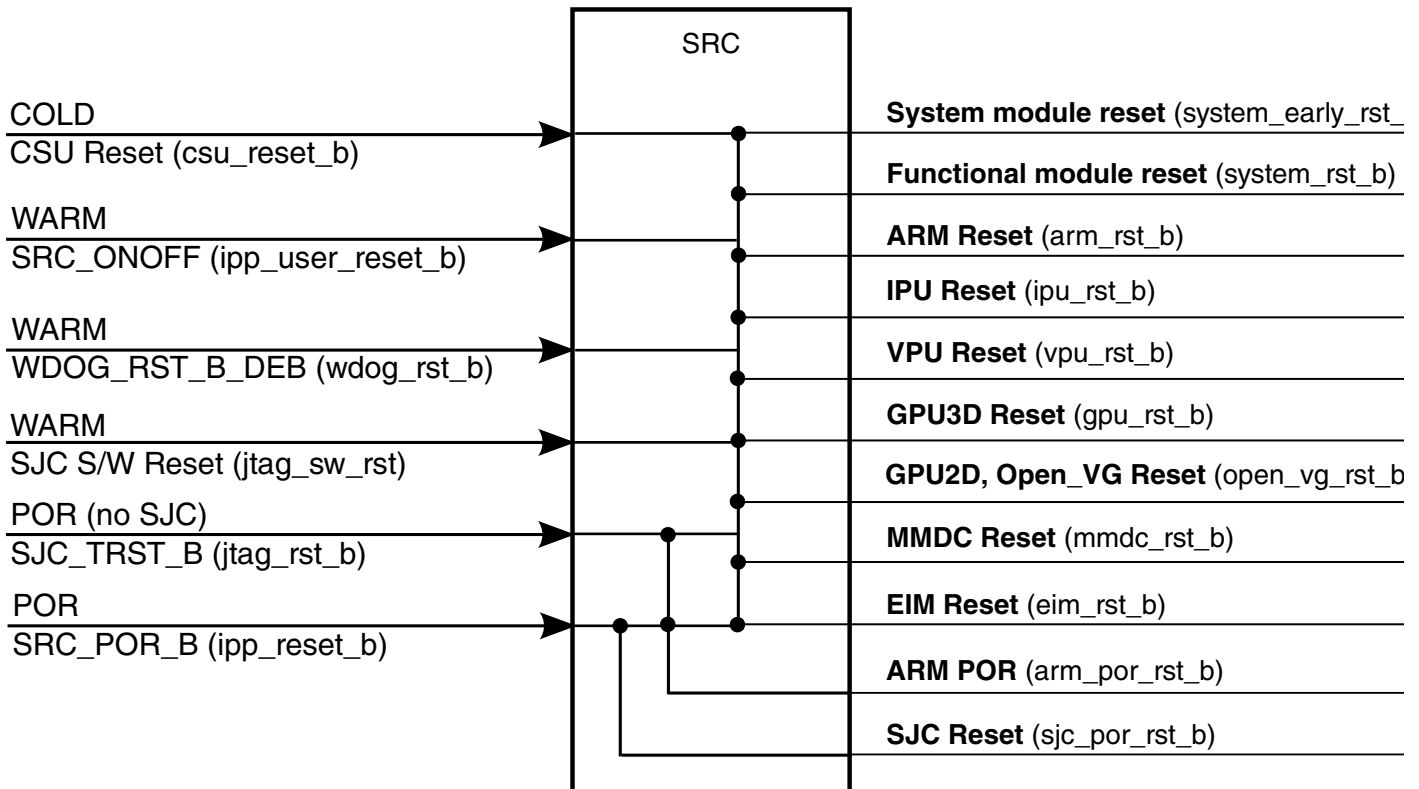 SRC
COLD
CSU Reset (csu_reset_b)
WARM
SRC_ONOFF (ipp_user_reset_b)
WARM
WDOG_RST_B_DEB (wdog_rst_b)
WARM
SJC S/W Reset (jtag_sw_rst)
POR (no SJC)
SJC_TRST_B (jtag_rst_b)
POR
SRC_POR_B (ipp_reset_b)
System module reset (system_early_rst_
Functional module reset (system_rst_b)
ARM Reset (arm_rst_b)
IPU Reset (ipu_rst_b)
VPU Reset (vpu_rst_b)
GPU3D Reset (gpu_rst_b)
GPU2D, Open_VG Reset (open_vg_rst_b
MMDC Reset (mmdc_rst_b)
EIM Reset (eim_rst_b)
ARM POR (arm_por_rst_b)
SJC Reset (sjc_por_rst_b)